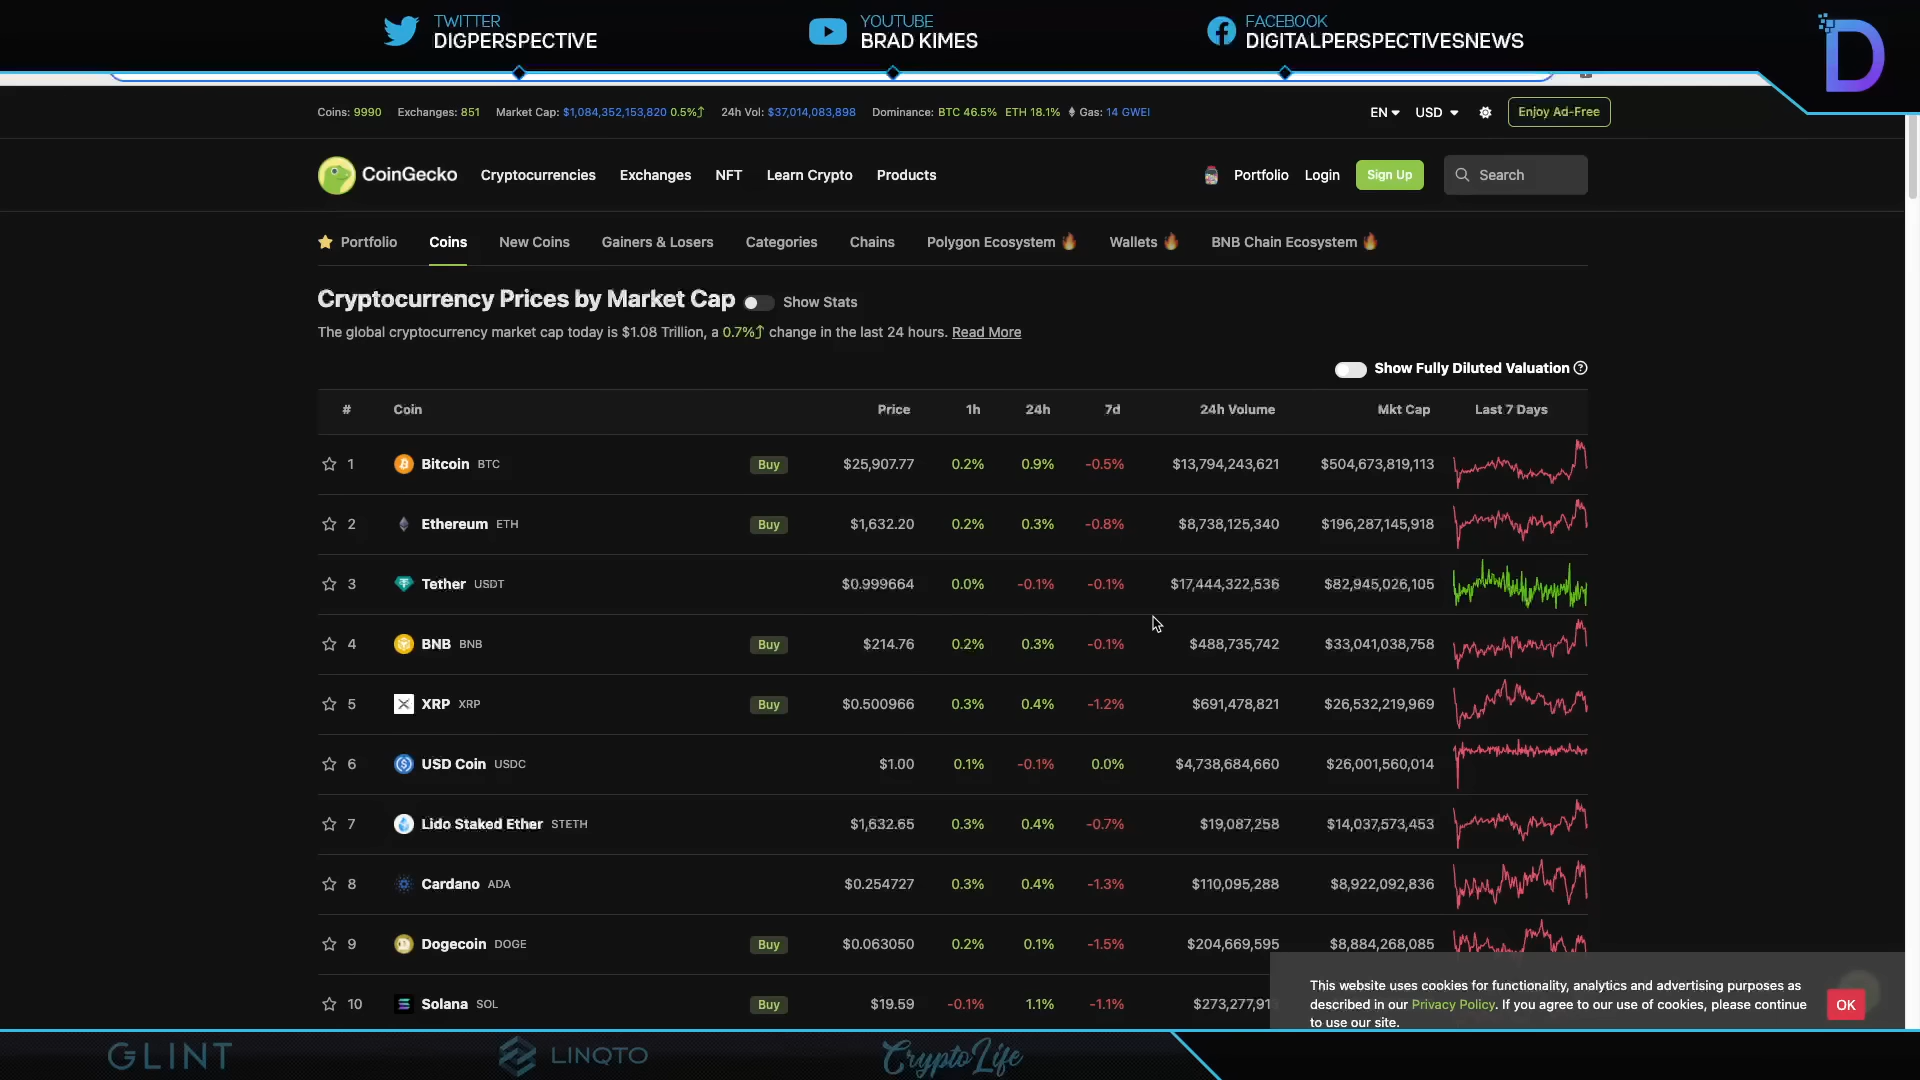 TWITTER
DIGPERSPECTIVE
YOUTUBE
BRAD KIMES
FACEBOOK
DIGITALPERSPECTIVESNEWS
Coins: 9990 Exchanges: 851 Market Cap: $1,084,352,153,820 0.5% 24h Vol: $37,014,083,898 Dominance: BTC 46.5% ETH 18.1% Gas: 14 GWEI
EN USD Enjoy Ad-Free
CoinGecko Cryptocurrencies Exchanges NFT Learn Crypto Products Portfolio Login Sign Up Search
Portfolio Coins New Coins Gainers & Losers Categories Chains Polygon Ecosystem Wallets BNB Chain Ecosystem
Cryptocurrency Prices by Market Cap Show Stats
The global cryptocurrency market cap today is $1.08 Trillion, a 0.7% change in the last 24 hours. Read More
Show Fully Diluted Valuation
# Coin Price 1h 24h 7d 24h Volume Mkt Cap Last 7 Days
1 Bitcoin BTC Buy $25,907.77 0.2% 0.9% -0.5% $13,794,243,621 $504,673,819,113
2 Ethereum ETH Buy $1,632.20 0.2% 0.3% -0.8% $8,738,125,340 $196,287,145,918
3 Tether USDT $0.999664 0.0% -0.1% -0.1% $17,444,322,536 $82,945,026,105
4 BNB BNB Buy $214.76 0.2% 0.3% -0.1% $488,735,742 $33,041,038,758
5 XRP XRP Buy $0.500966 0.3% 0.4% -1.2% $691,478,821 $26,532,219,969
6 USD Coin USDC $1.00 0.1% -0.1% 0.0% $4,738,684,660 $26,001,560,014
7 Lido Staked Ether STETH $1,632.65 0.3% 0.4% -0.7% $19,087,258 $14,037,573,453
8 Cardano ADA $0.254727 0.3% 0.4% -1.3% $110,095,288 $8,922,092,836
9 Dogecoin DOGE Buy $0.063050 0.2% 0.1% -1.5% $204,669,595 $8,884,268,085
10 Solana SOL Buy $19.59 -0.1% 1.1% -1.1% $273,277,91
This website uses cookies for functionality, analytics and advertising purposes as
described in our Privacy Policy. If you agree to our use of cookies, please continue
to use our site.
OK
GLINT LINQTO CryptoLife